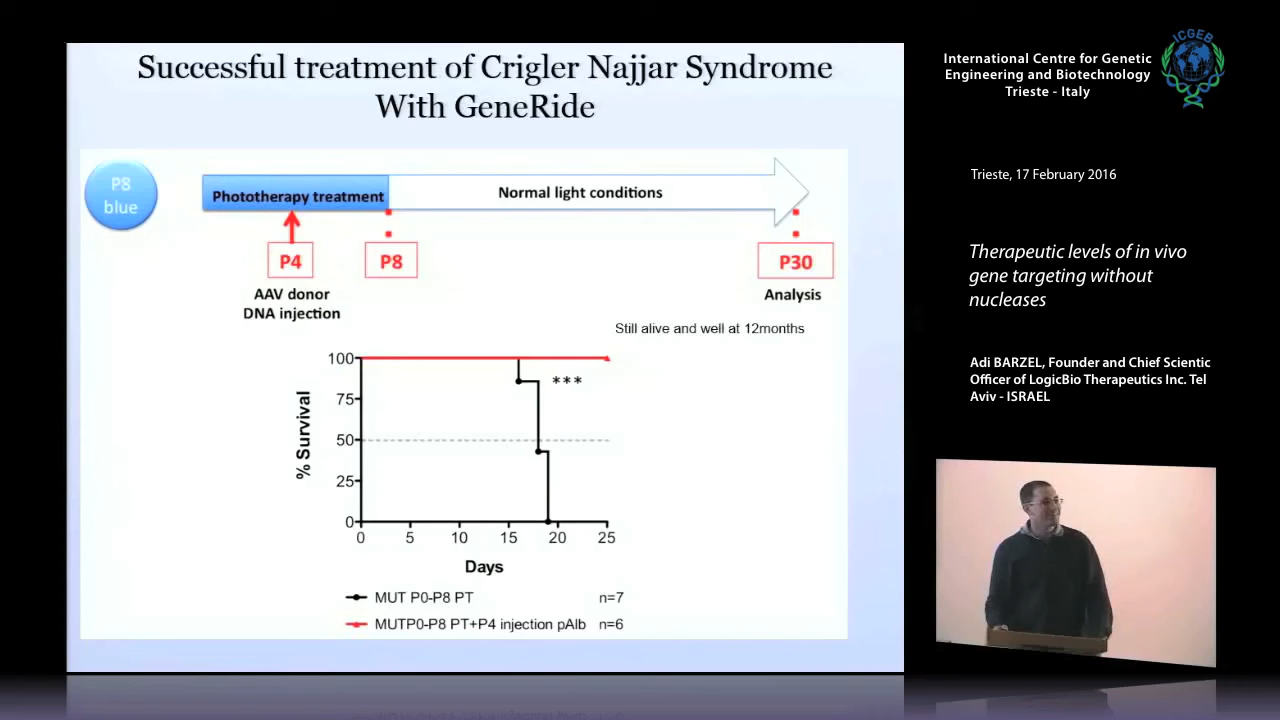 Successful treatment of Crigler Najjar Syndrome
With GeneRide
P8
blue
Phototherapy treatment
Normal light conditions
P4
P8
P30
AAV donor
DNA injection
Analysis
Still alive and well at 12months
% Survival
100
75
50
25
0
***
0 5 10 15 20 25
Days
MUT P0-P8 PT n=7
MUTP0-P8 PT+P4 injection pAlb n=6
International Centre for Genetic
Engineering and Biotechnology
Trieste - Italy
ICGEB
Trieste, 17 February 2016
Therapeutic levels of in vivo
gene targeting without
nucleases
Adi BARZEL, Founder and Chief Scientic
Officer of LogicBio Therapeutics Inc. Tel
Aviv - ISRAEL